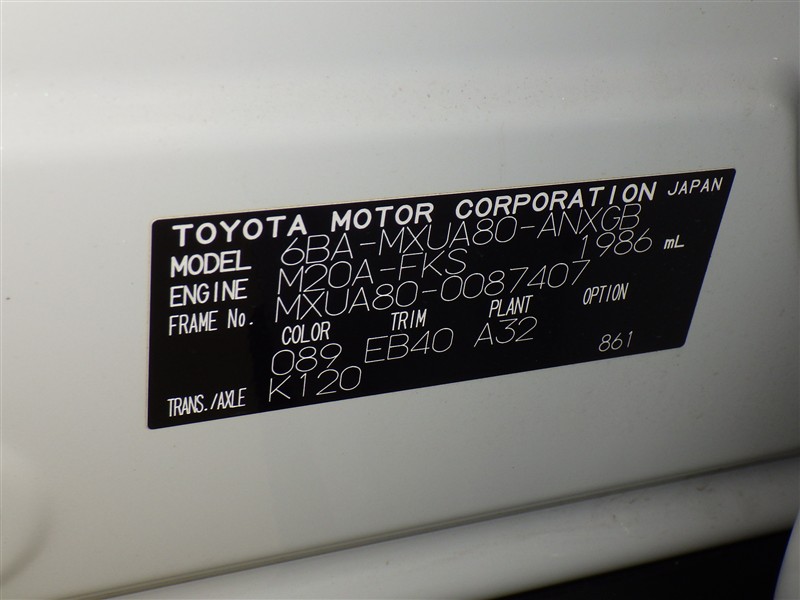 TOYOTA MOTOR CORPORATION JAPAN
MODEL 6BA-MXUA80-ANXGB
ENGINE M20A-FKS 1986 mL
FRAME No. MXUA80-0087407
COLOR TRIM PLANT OPTION
089 EB40 A32 861
TRANS./AXLE K120